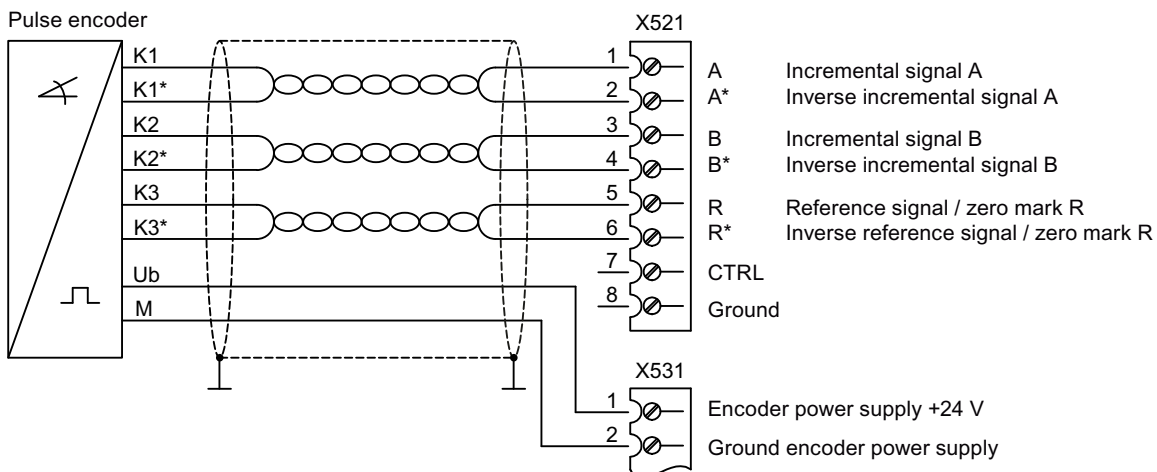 Pulse encoder
X521
K1
1
A Incremental signal A
K1*
2
A* Inverse incremental signal A
K2
3
B Incremental signal B
K2*
4
B* Inverse incremental signal B
K3
5
R Reference signal / zero mark R
K3*
6
R* Inverse reference signal / zero mark R
Ub
7
CTRL
M
8
Ground
X531
1
Encoder power supply +24 V
2
Ground encoder power supply